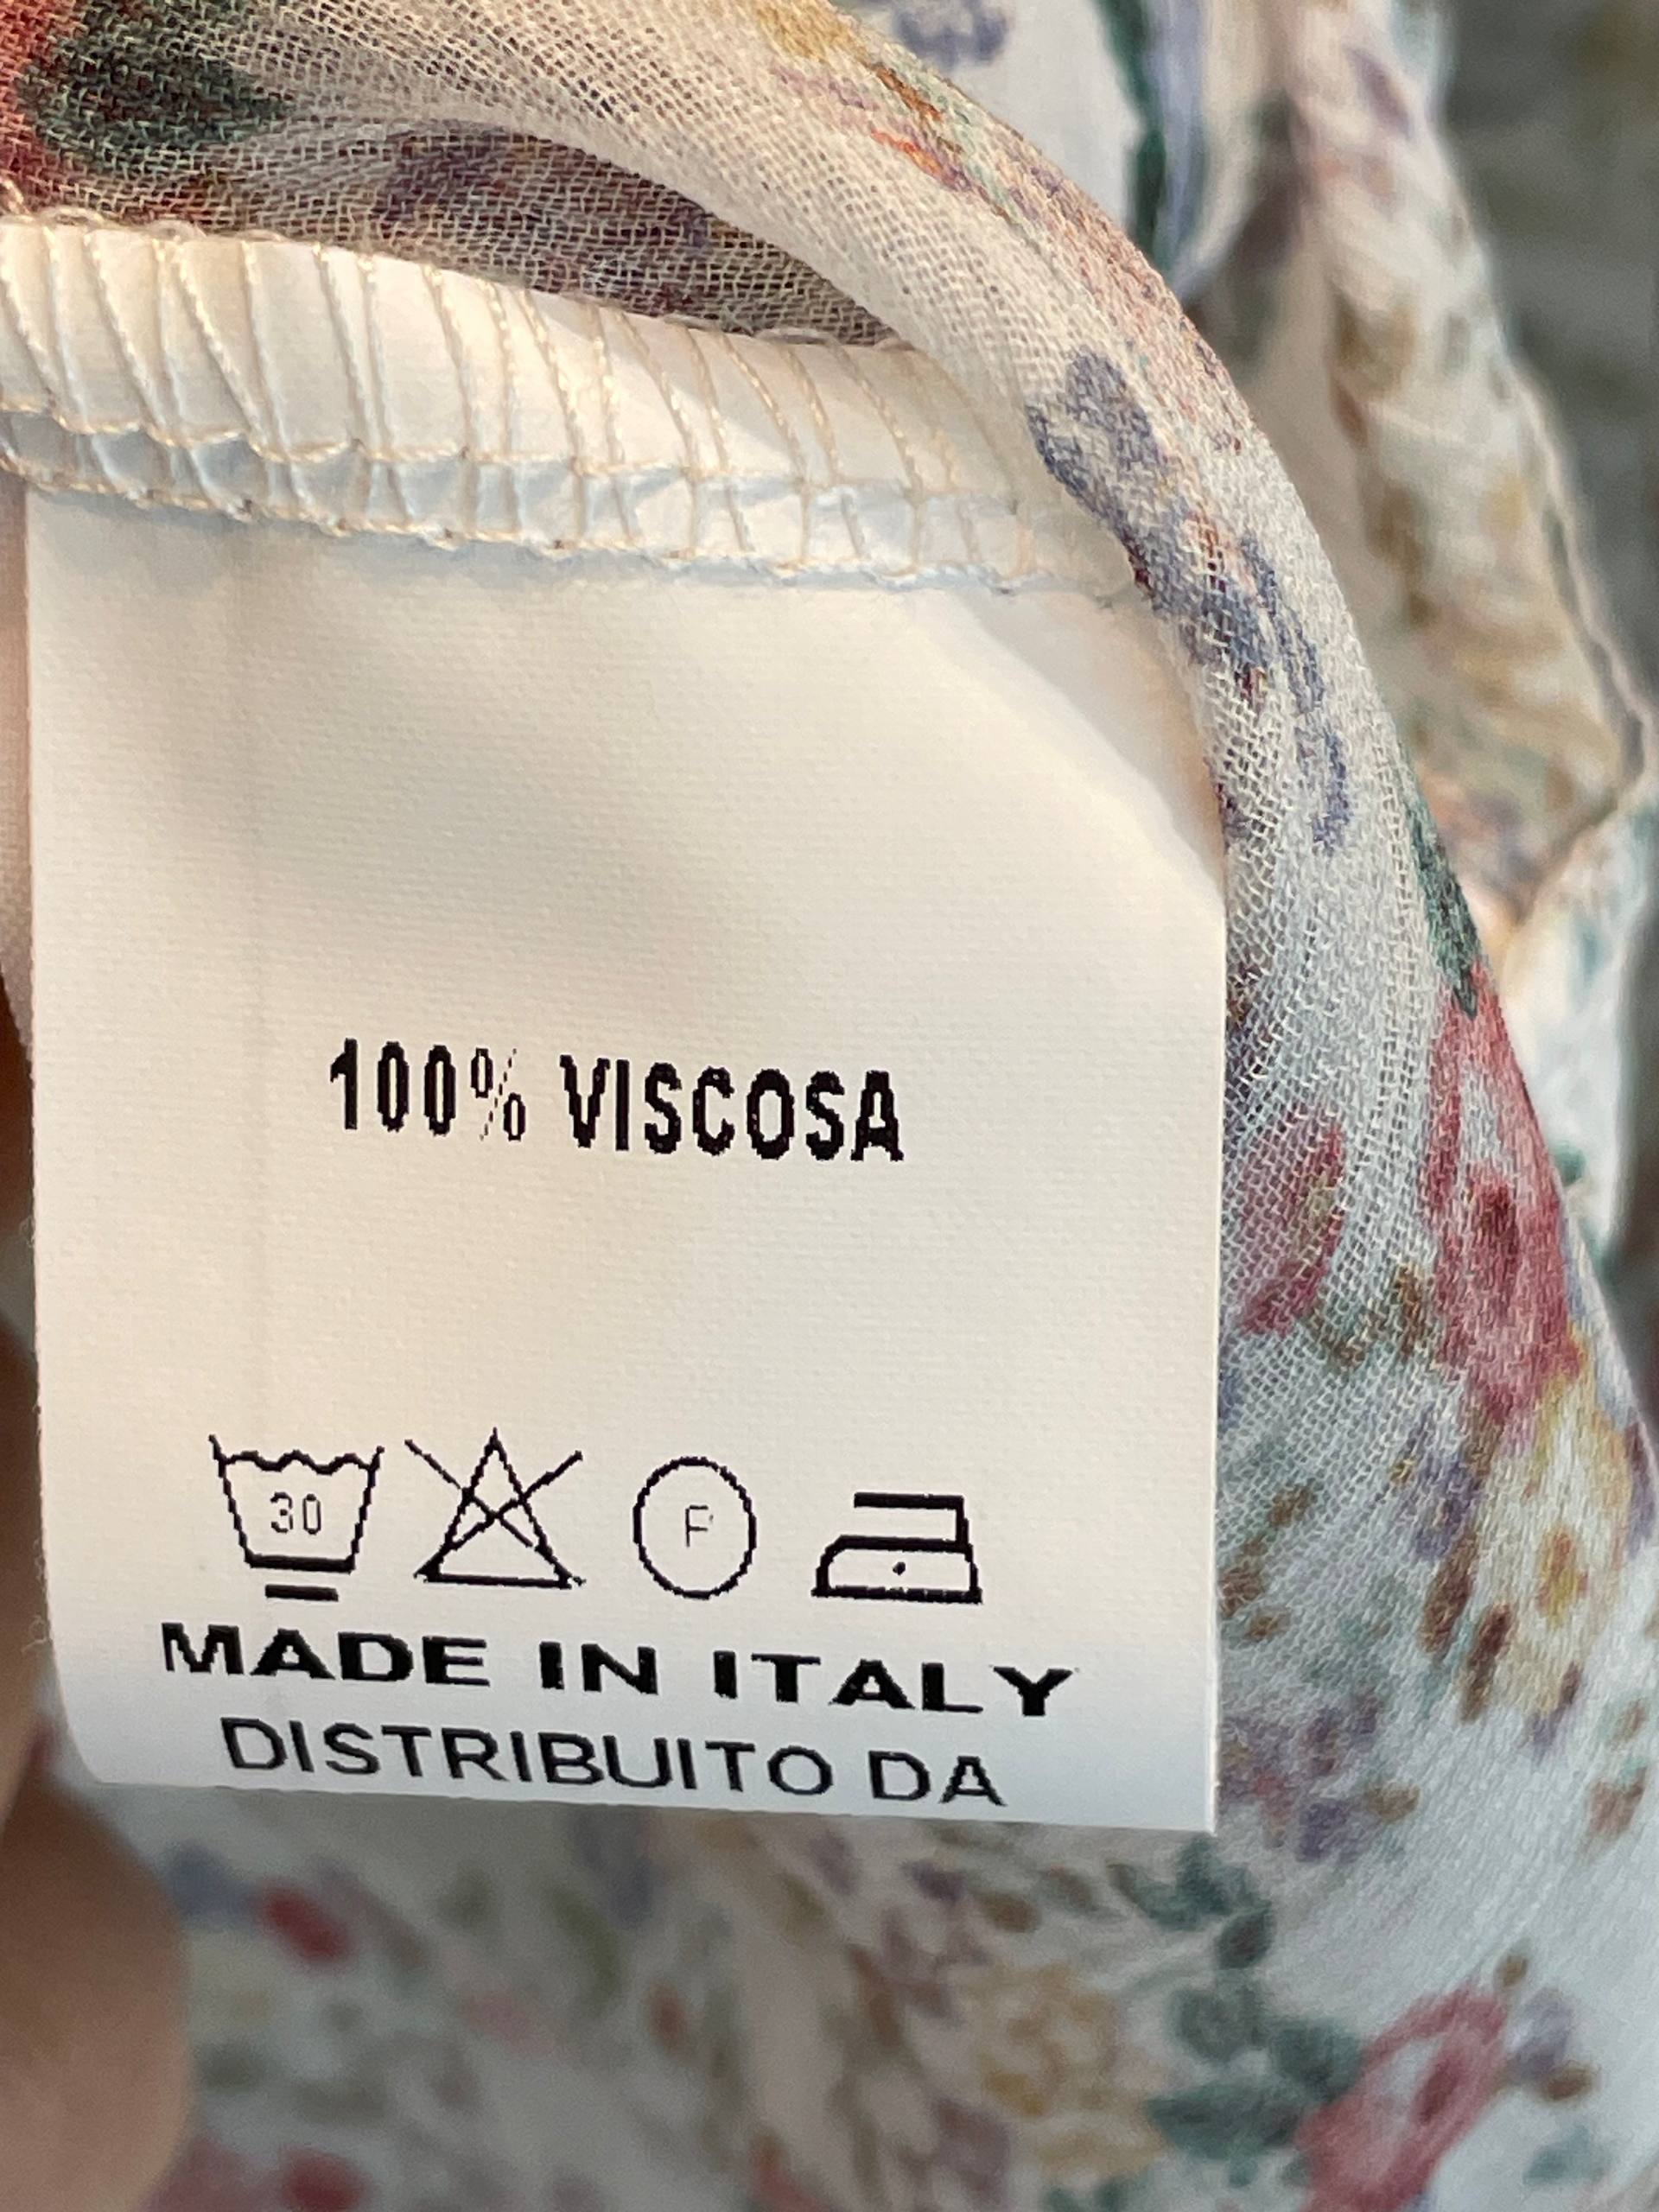 100% VISCOSA
30 P
MADE IN ITALY
DISTRIBUITO DA